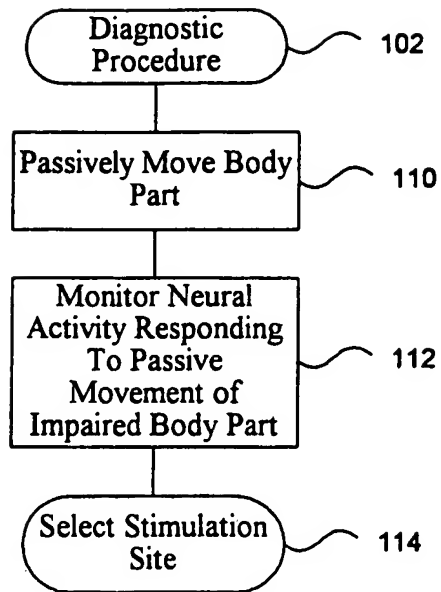 Diagnostic
Procedure
102
Passively Move Body
Part
110
Monitor Neural
Activity Responding
To Passive
Movement of
Impaired Body Part
112
Select Stimulation
Site
114